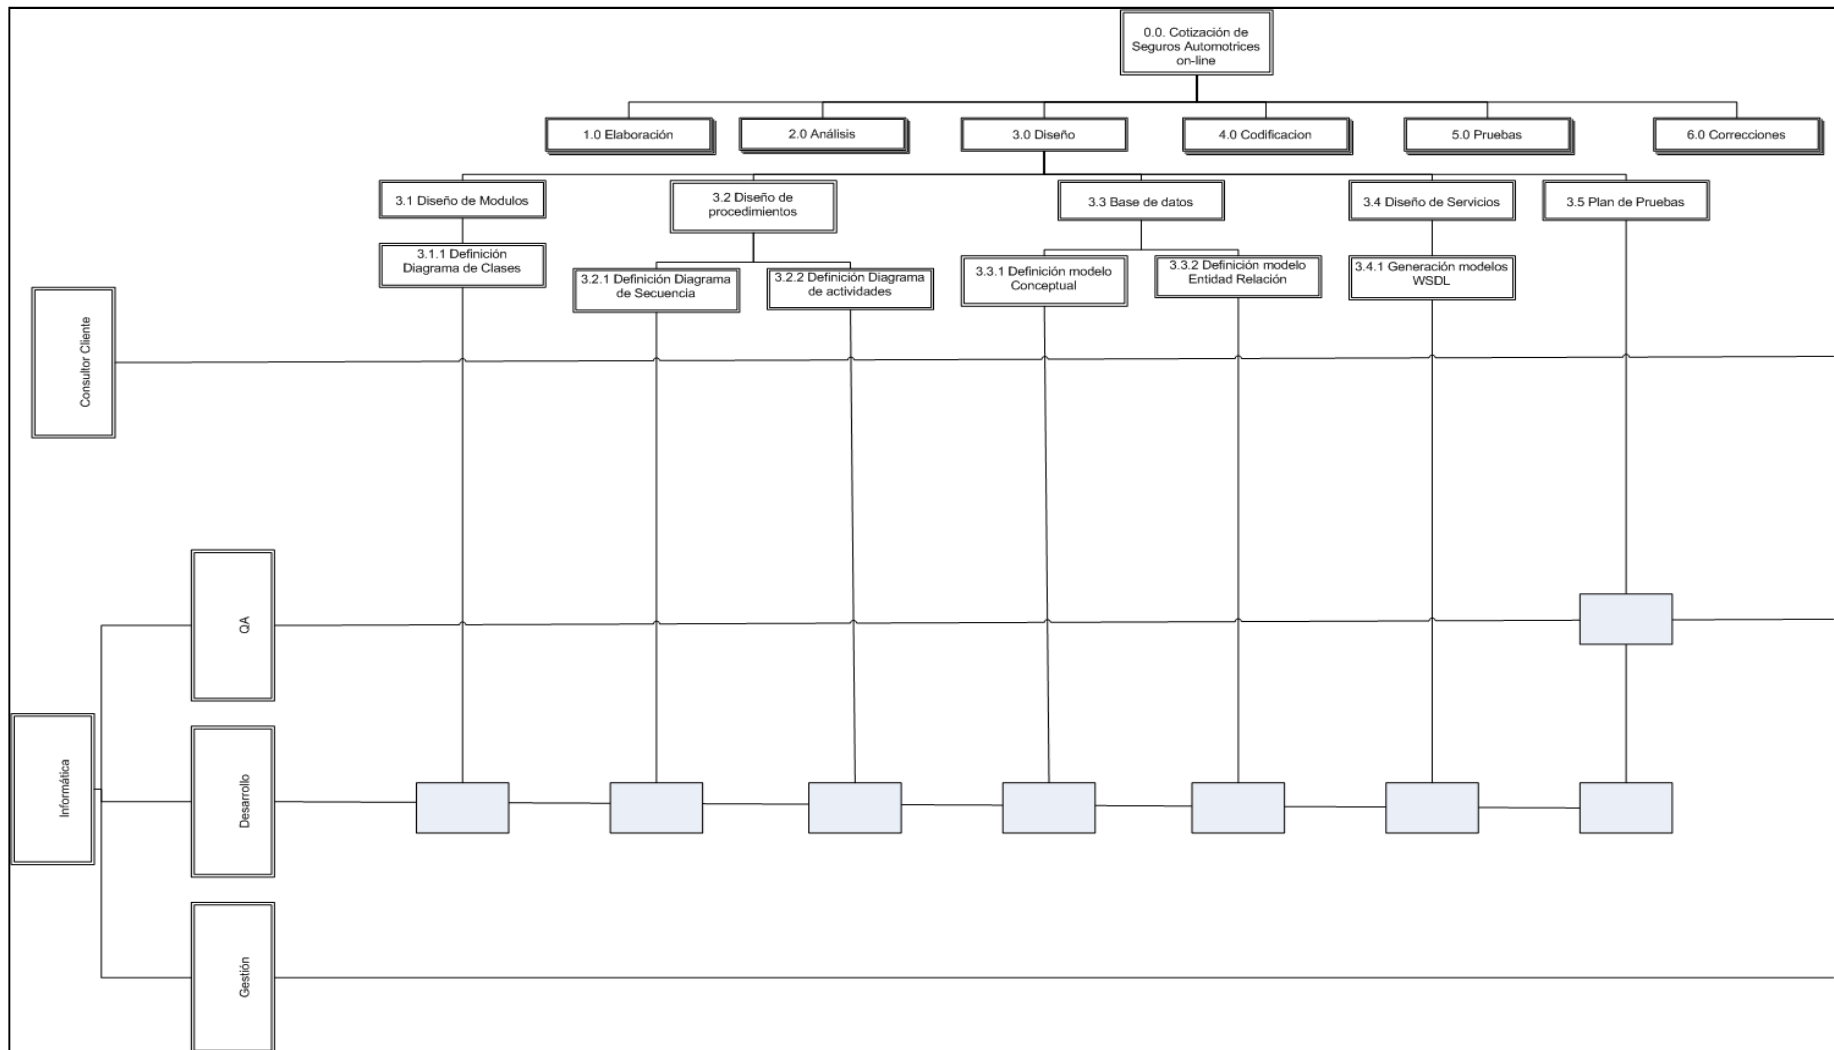 0.0. Cotización de
Seguros Automotrices
on-line
1.0 Elaboración
2.0 Análisis
3.0 Diseño
4.0 Codificacion
5.0 Pruebas
6.0 Correcciones
3.1 Diseño de Modulos
3.2 Diseño de
procedimientos
3.3 Base de datos
3.4 Diseño de Servicios
3.5 Plan de Pruebas
3.1.1 Definición
Diagrama de Clases
3.2.1 Definición Diagrama
de Secuencia
3.2.2 Definición Diagrama
de actividades
3.3.1 Definición modelo
Conceptual
3.3.2 Definición modelo
Entidad Relación
3.4.1 Generación modelos
WSDL
Consultor Cliente
QA
Informática
Desarrollo
Gestión